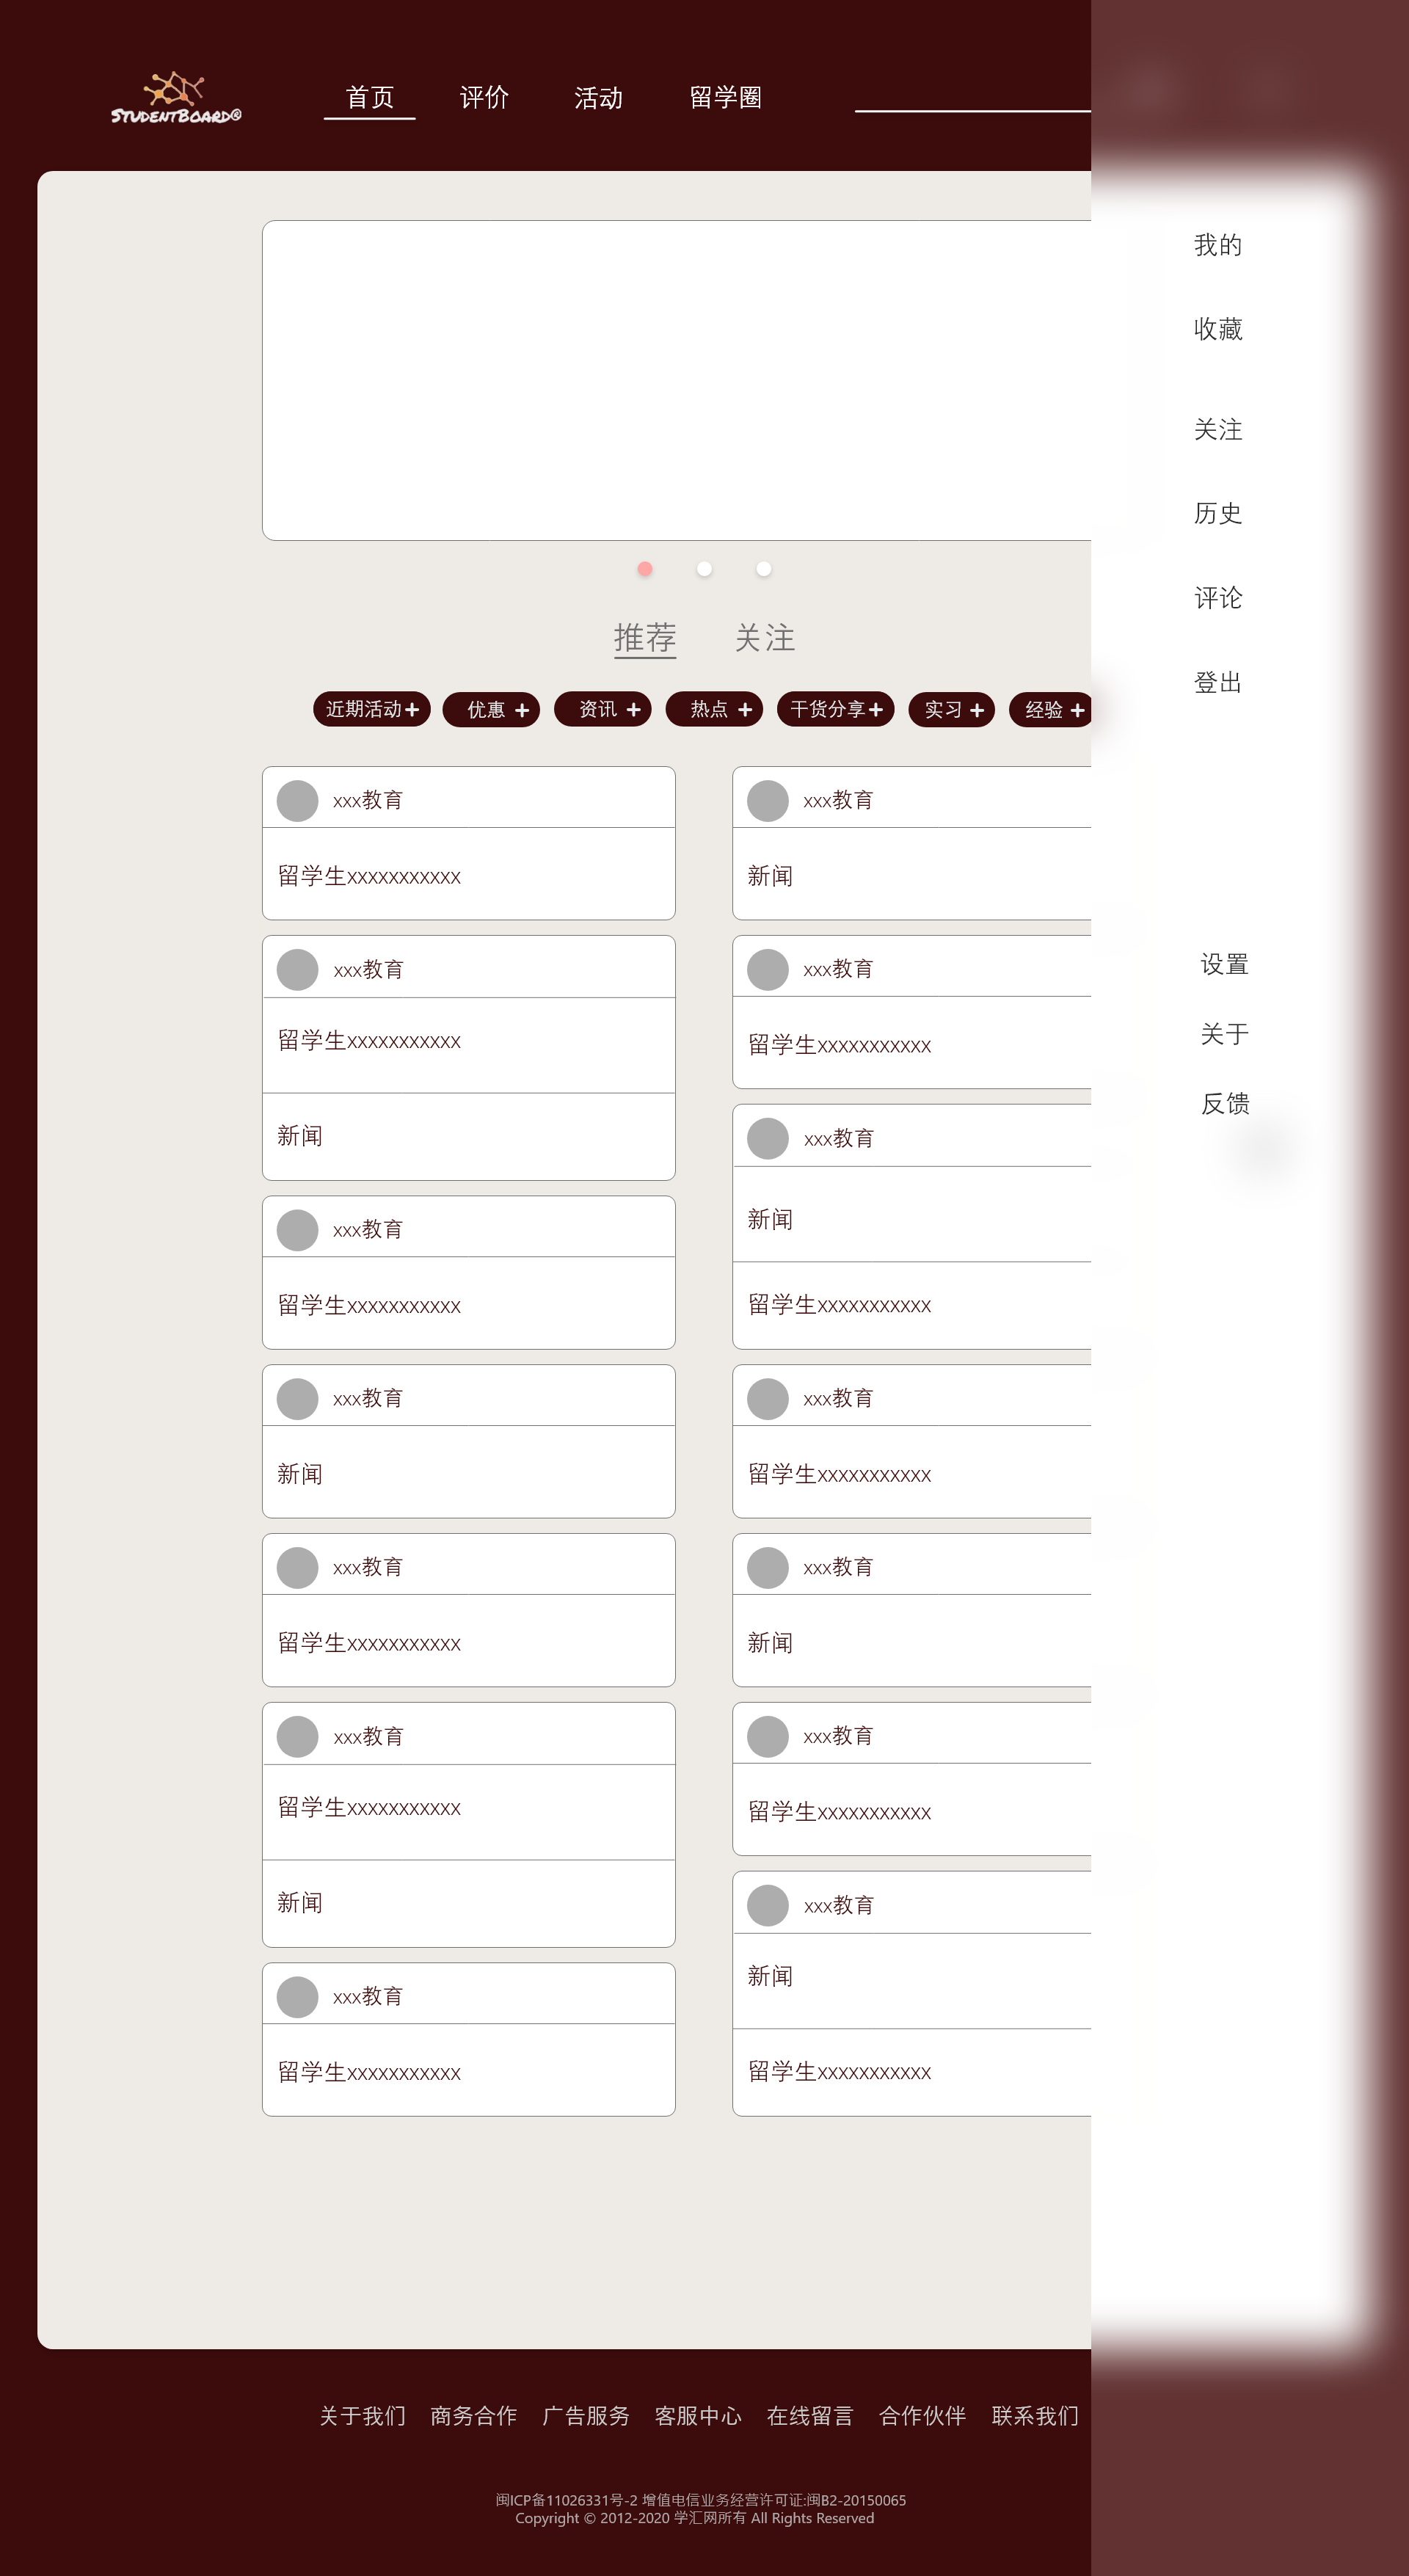 STUDENTBOARD®
首页 评价 活动 留学圈
我的
收藏
关注
历史
评论
登出
设置
关于
反馈
推荐 关注
近期活动+ 优惠+ 资讯+ 热点+ 干货分享+ 实习+ 经验+
xxx教育
留学生xxxxxxxxxxx
xxx教育
留学生xxxxxxxxxxx
新闻
xxx教育
留学生xxxxxxxxxxx
xxx教育
新闻
xxx教育
留学生xxxxxxxxxxx
xxx教育
留学生xxxxxxxxxxx
新闻
xxx教育
留学生xxxxxxxxxxx
xxx教育
新闻
xxx教育
留学生xxxxxxxxxxx
xxx教育
新闻
留学生xxxxxxxxxxx
xxx教育
留学生xxxxxxxxxxx
xxx教育
新闻
xxx教育
留学生xxxxxxxxxxx
xxx教育
新闻
留学生xxxxxxxxxxx
关于我们 商务合作 广告服务 客服中心 在线留言 合作伙伴 联系我们
闽ICP备11026331号-2 增值电信业务经营许可证:闽B2-20150065
Copyright © 2012-2020 学汇网所有 All Rights Reserved